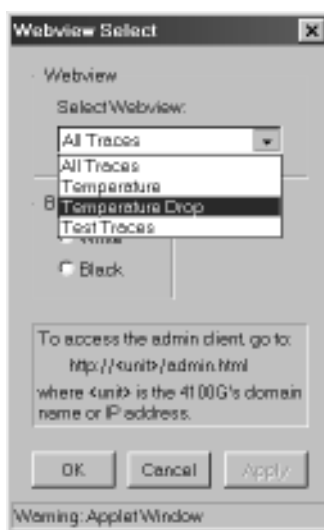 Webview Select
Webview
Select Webview:
All Traces
All Traces
Temperature
B
Temperature Drop
Test Traces
Black
To access the admin client, go to:
http://<unit>/admin.html
where <unit> is the 4100G's domain
name or IP address.
OK Cancel Apply
Warning: Applet Window